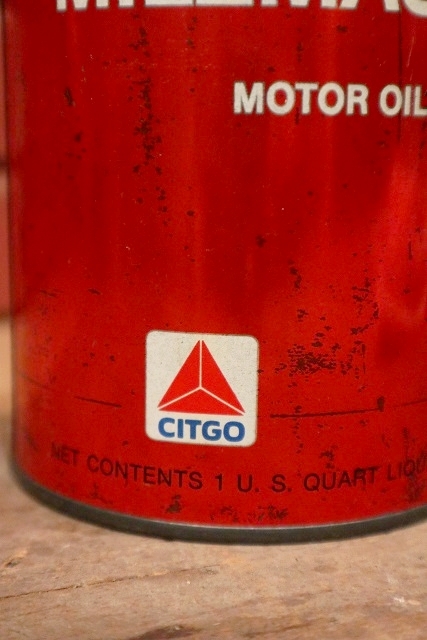 MOTOR OIL
CITGO
NET CONTENTS 1 U. S. QUART